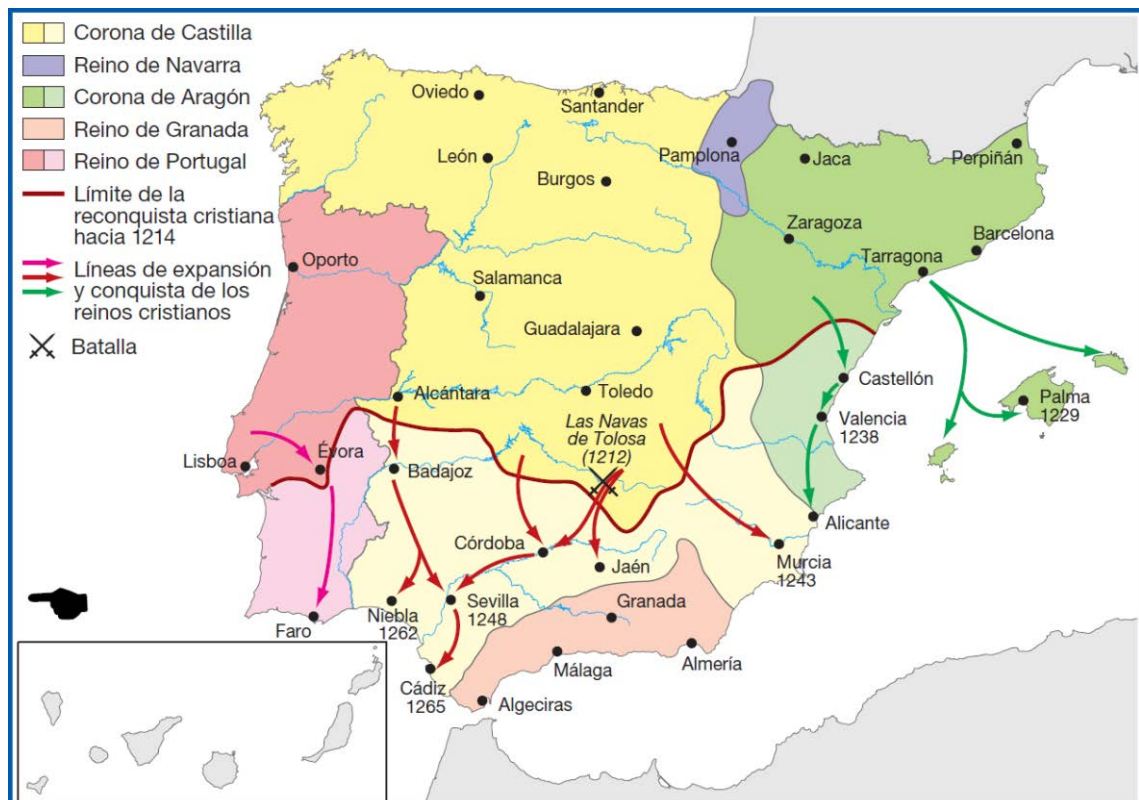 Corona de Castilla
Reino de Navarra
Corona de Aragón
Reino de Granada
Reino de Portugal
Límite de la
reconquista cristiana
hacia 1214
Líneas de expansión
y conquista de los
reinos cristianos
Batalla
Oviedo
Santander
León
Pamplona
Jaca
Perpiñán
Burgos
Zaragoza
Barcelona
Tarragona
Oporto
Salamanca
Guadalajara
Castellón
Alcántara
Toledo
Palma
1229
Las Navas
de Tolosa
(1212)
Valencia
1238
Lisboa
Évora
Badajoz
Alicante
Córdoba
Jaén
Murcia
1243
Niebla
1262
Sevilla
1248
Granada
Faro
Málaga
Almería
Cádiz
1265
Algeciras